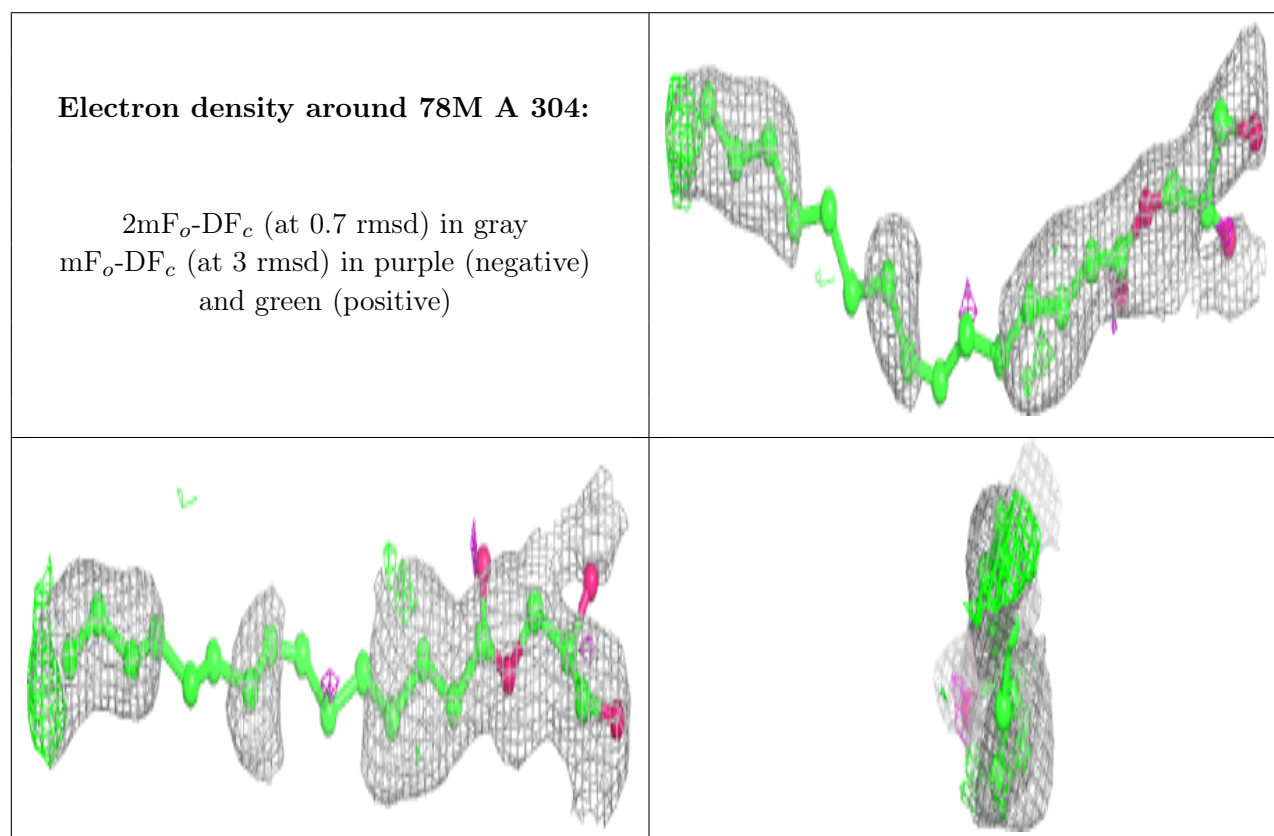 Electron density around 78M A 304:
2mFₒ-DF𝒸 (at 0.7 rmsd) in gray
mFₒ-DF𝒸 (at 3 rmsd) in purple (negative)
and green (positive)